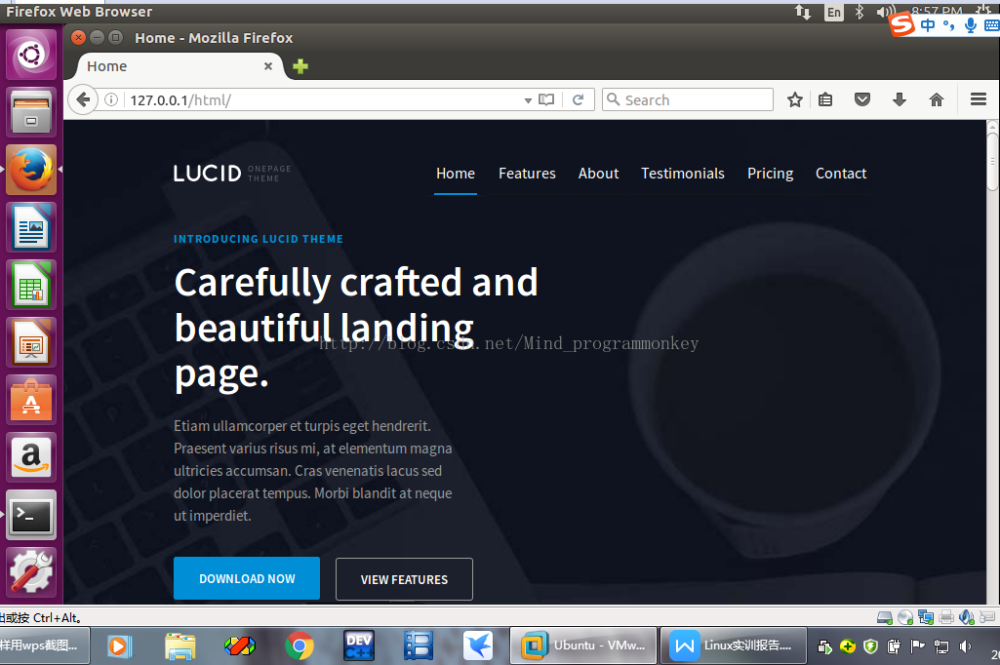 Firefox Web Browser
En
8:57 PM
中
Home - Mozilla Firefox
Home
127.0.0.1/html/
Search
LUCID ONEPAGE THEME
Home Features About Testimonials Pricing Contact
INTRODUCING LUCID THEME
Carefully crafted and
beautiful landing
page.
http://blog.csdn.net/Mind_programmonkey
Etiam ullamcorper et turpis eget hendrerit.
Praesent varius risus mi, at elementum magna
ultricies accumsan. Cras venenatis lacus sed
dolor placerat tempus. Morbi blandit at neque
ut imperdiet.
DOWNLOAD NOW
VIEW FEATURES
出或按 Ctrl+Alt。
样用wps截图...
DEV C++
Ubuntu - VMw...
Linux实训报告....
20